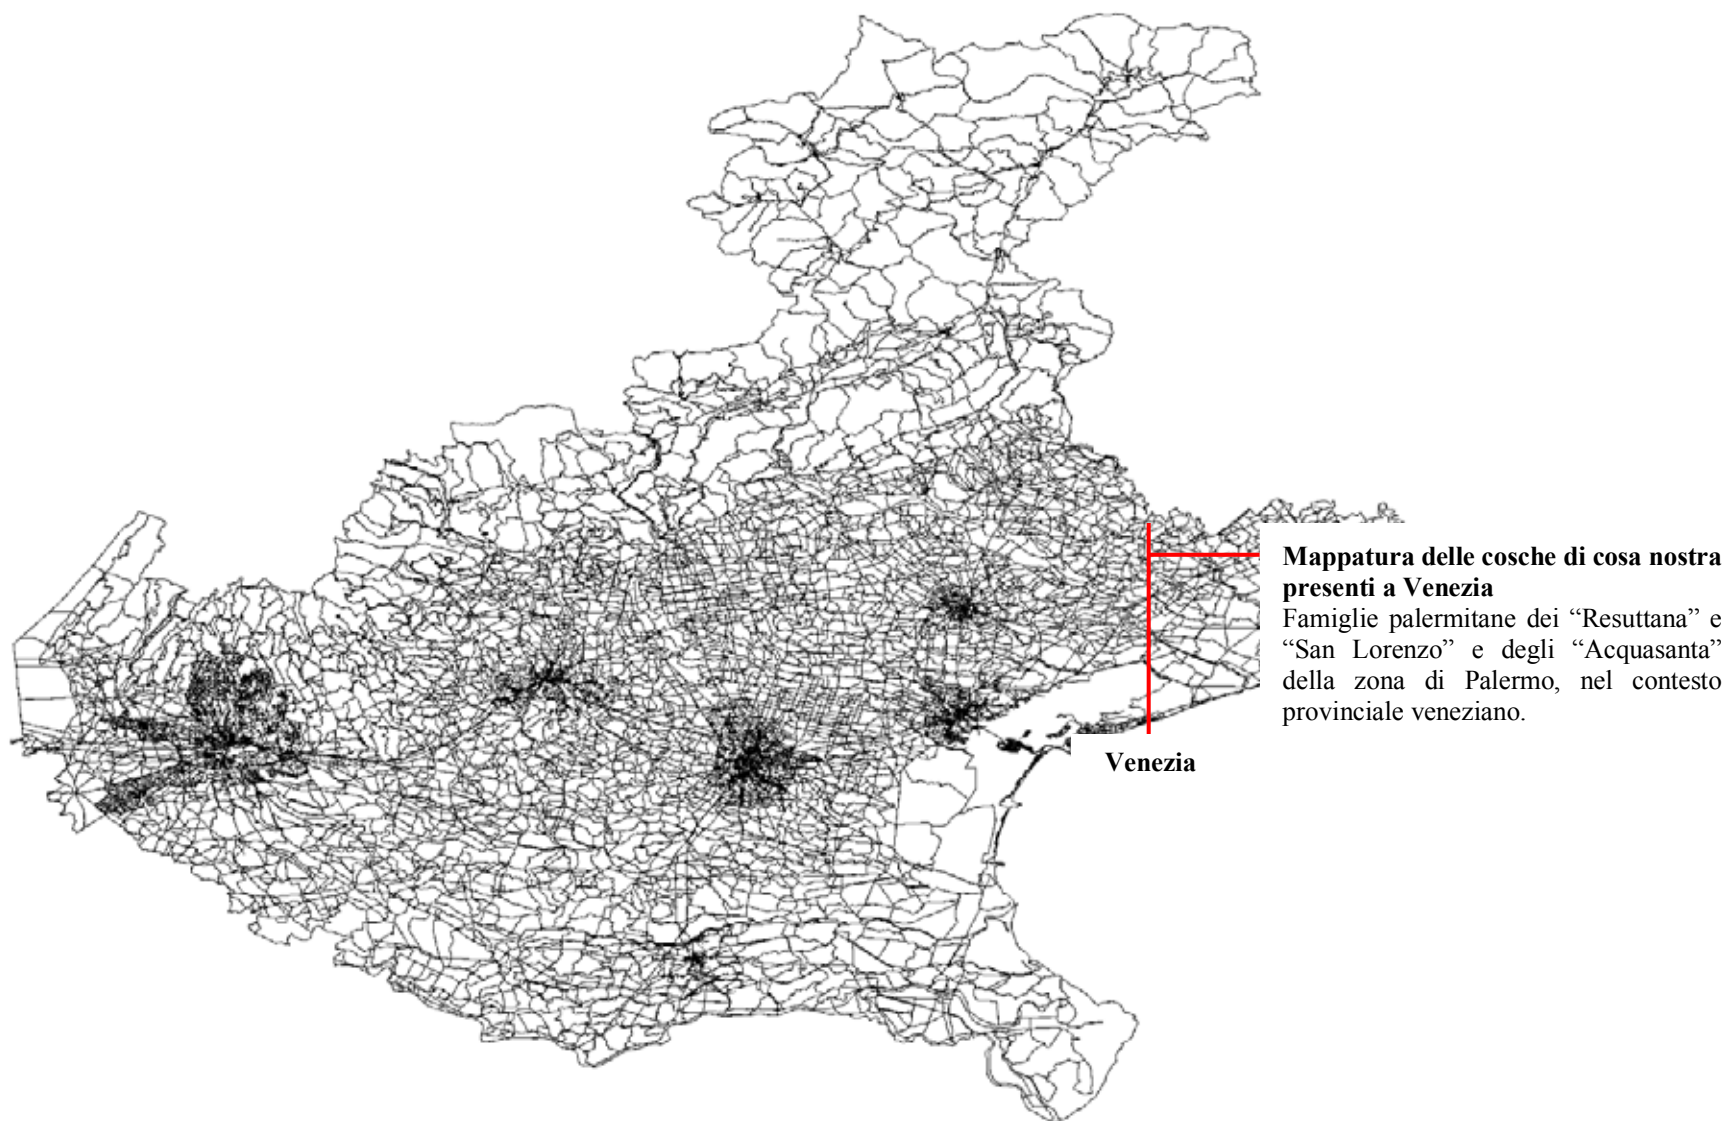 Mappatura delle cosche di cosa nostra
presenti a Venezia
Famiglie palermitane dei “Resuttana” e
“San Lorenzo” e degli “Acquasanta”
della zona di Palermo, nel contesto
provinciale veneziano.
Venezia